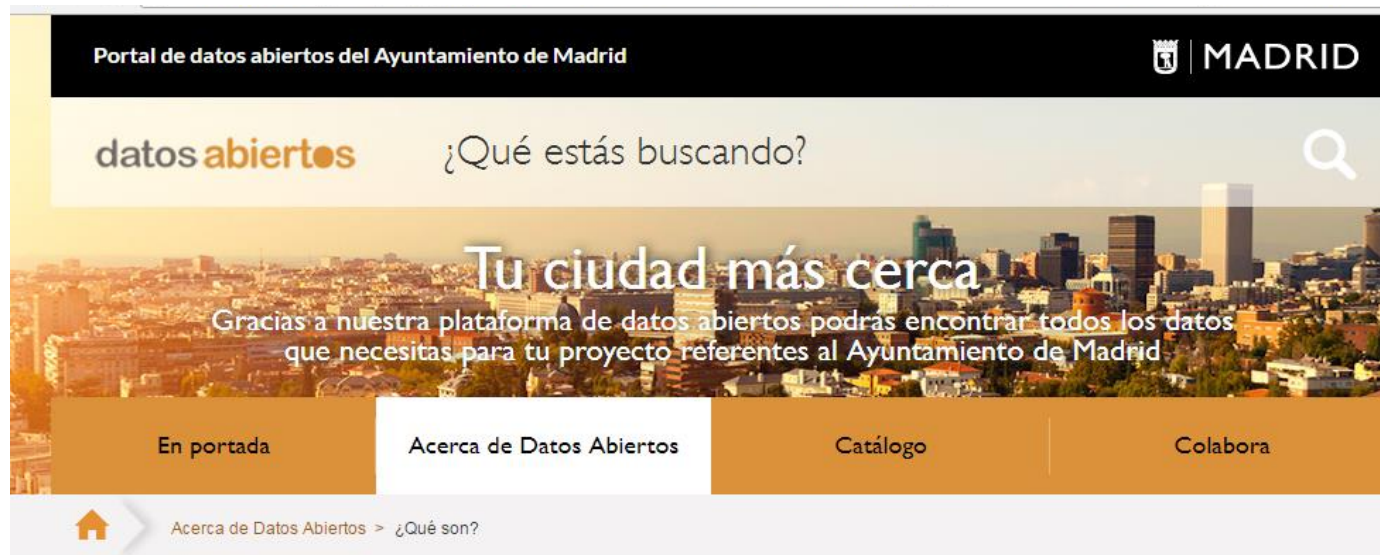 Portal de datos abiertos del Ayuntamiento de Madrid
MADRID
datos abiertos
¿Qué estás buscando?
Tu ciudad más cerca
Gracias a nuestra plataforma de datos abiertos podrás encontrar todos los datos
que necesitas para tu proyecto referentes al Ayuntamiento de Madrid
En portada
Acerca de Datos Abiertos
Catálogo
Colabora
Acerca de Datos Abiertos > ¿Qué son?